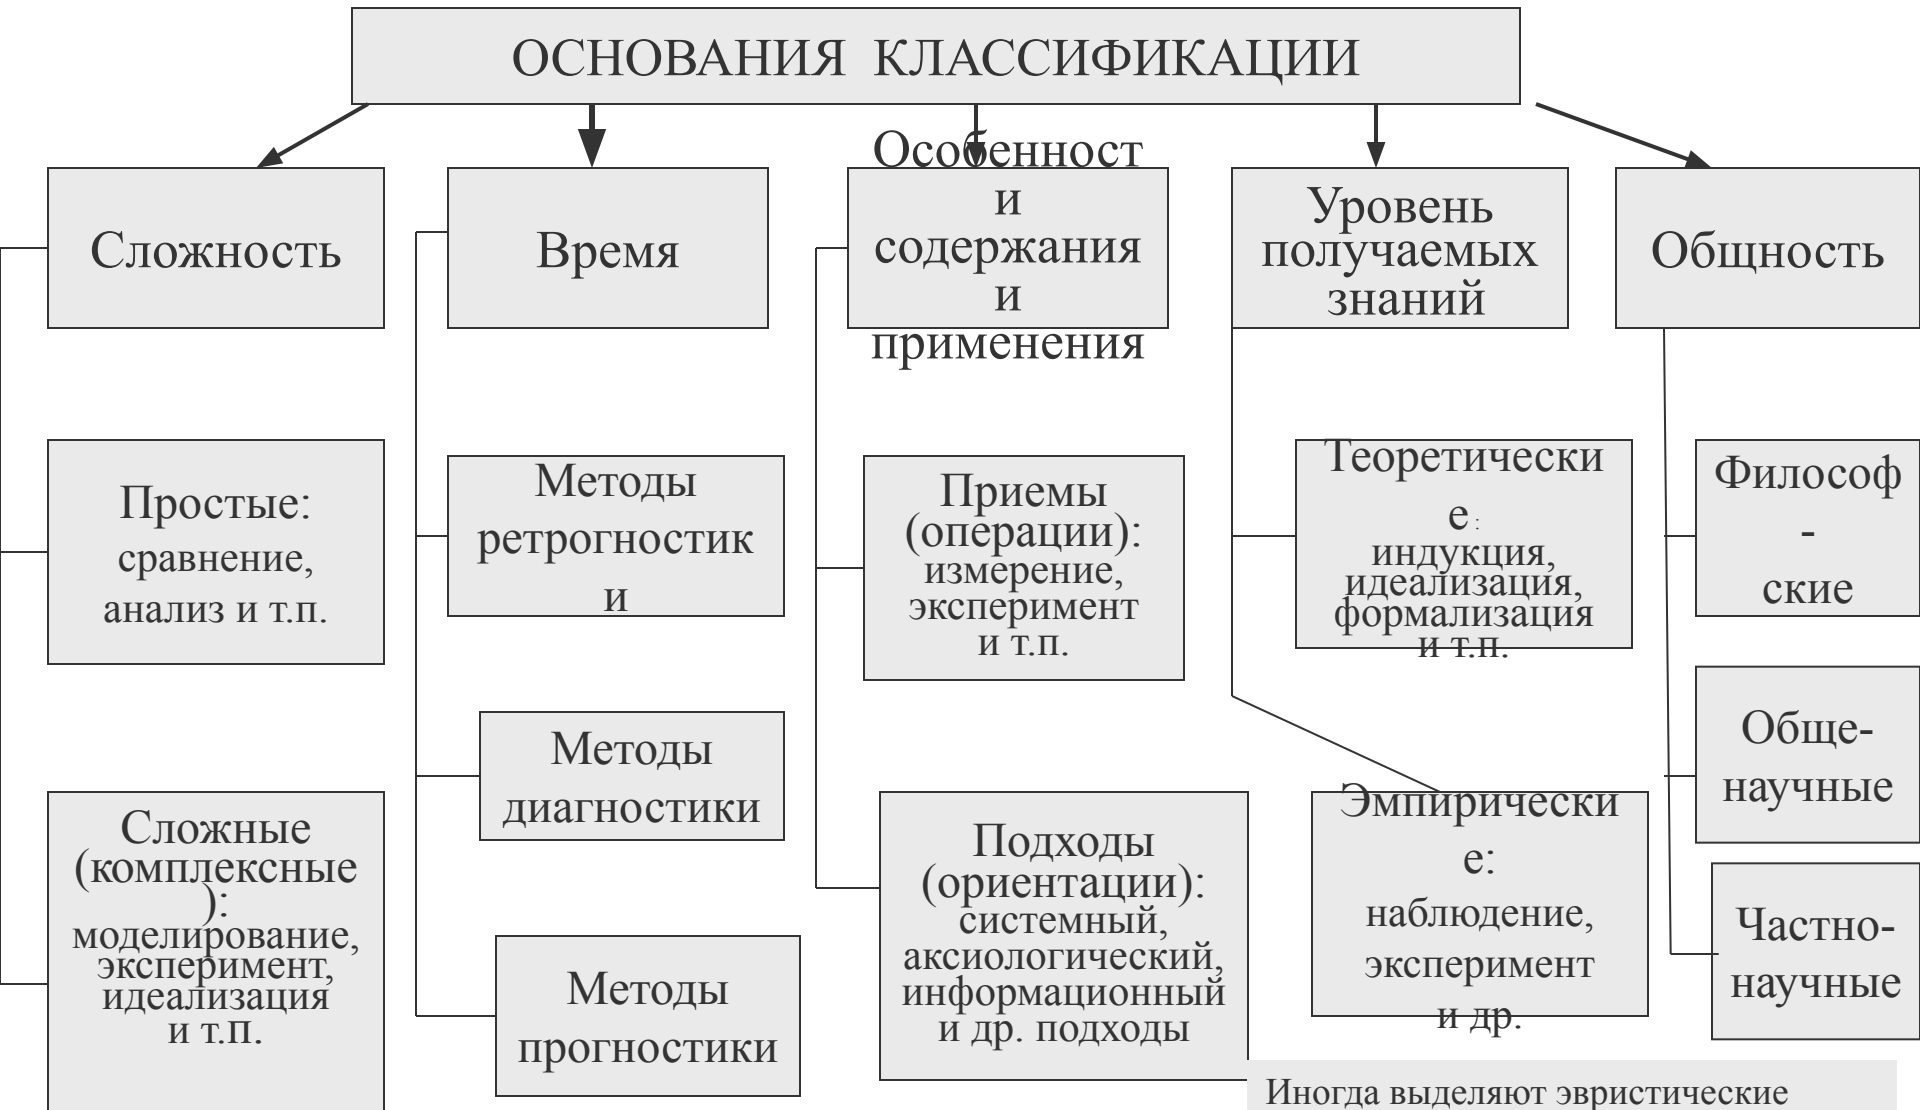 ОСНОВАНИЯ КЛАССИФИКАЦИИ
Сложность
Время
Особенност
и
содержания
и
применения
Уровень
получаемых
знаний
Общность
Простые:
сравнение,
анализ и т.п.
Сложные
(комплексные
):
моделирование,
эксперимент,
идеализация
и т.п.
Методы
ретрогностик
и
Методы
диагностики
Методы
прогностики
Приемы
(операции):
измерение,
эксперимент
и т.п.
Подходы
(ориентации):
системный,
аксиологический,
информационный
и др. подходы
Теоретически
е :
индукция,
идеализация,
формализация
и т.п.
Эмпирически
е:
наблюдение,
эксперимент
и др.
Философ
-
ские
Обще-
научные
Частно-
научные
Иногда выделяют эвристические